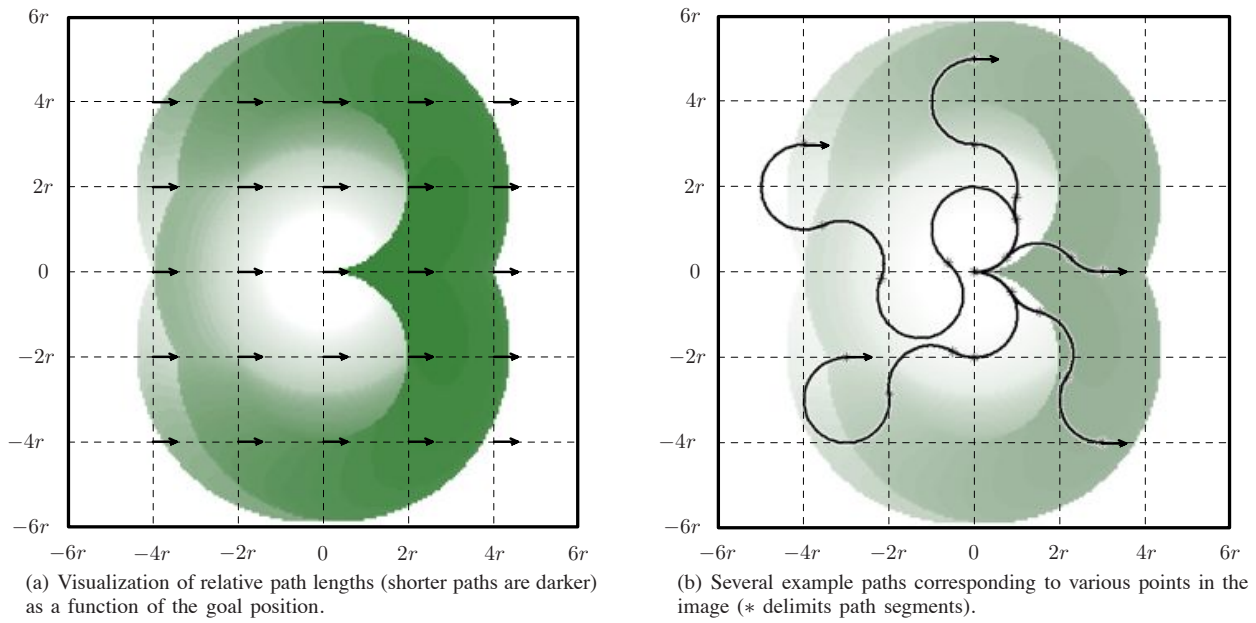 6r
4r
2r
0
−2r
−4r
−6r
−6r −4r −2r 0 2r 4r 6r
(a) Visualization of relative path lengths (shorter paths are darker)
as a function of the goal position.
6r
4r
2r
0
−2r
−4r
−6r
−6r −4r −2r 0 2r 4r 6r
(b) Several example paths corresponding to various points in the
image (∗ delimits path segments).